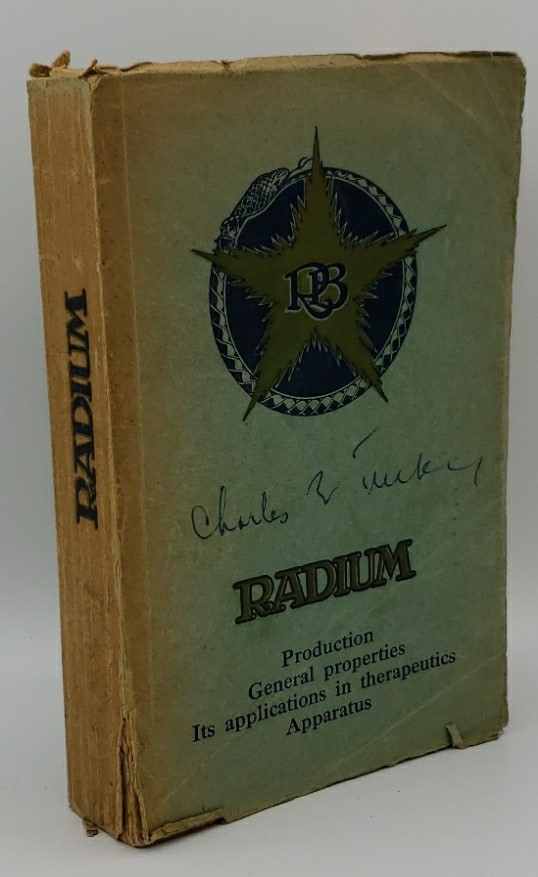 RADIUM
RB
Charles
RADIUM
Production
General properties
Its applications in therapeutics
Apparatus